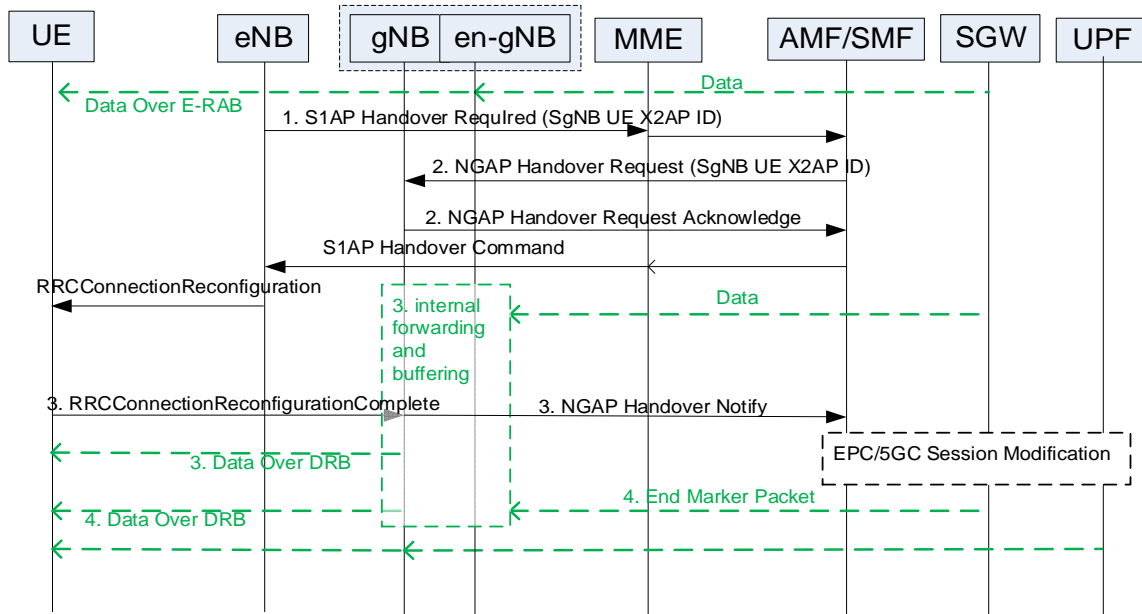 UE
eNB
gNB
en-gNB
MME
AMF/SMF
SGW
UPF
Data
Data Over E-RAB
1. S1AP Handover RequIred (SgNB UE X2AP ID)
2. NGAP Handover Request (SgNB UE X2AP ID)
2. NGAP Handover Request Acknowledge
S1AP Handover Command
RRCConnectionReconfiguration
3. internal
forwarding
and
buffering
Data
3. RRCConnectionReconfigurationComplete
3. NGAP Handover Notify
EPC/5GC Session Modification
3. Data Over DRB
4. End Marker Packet
4. Data Over DRB